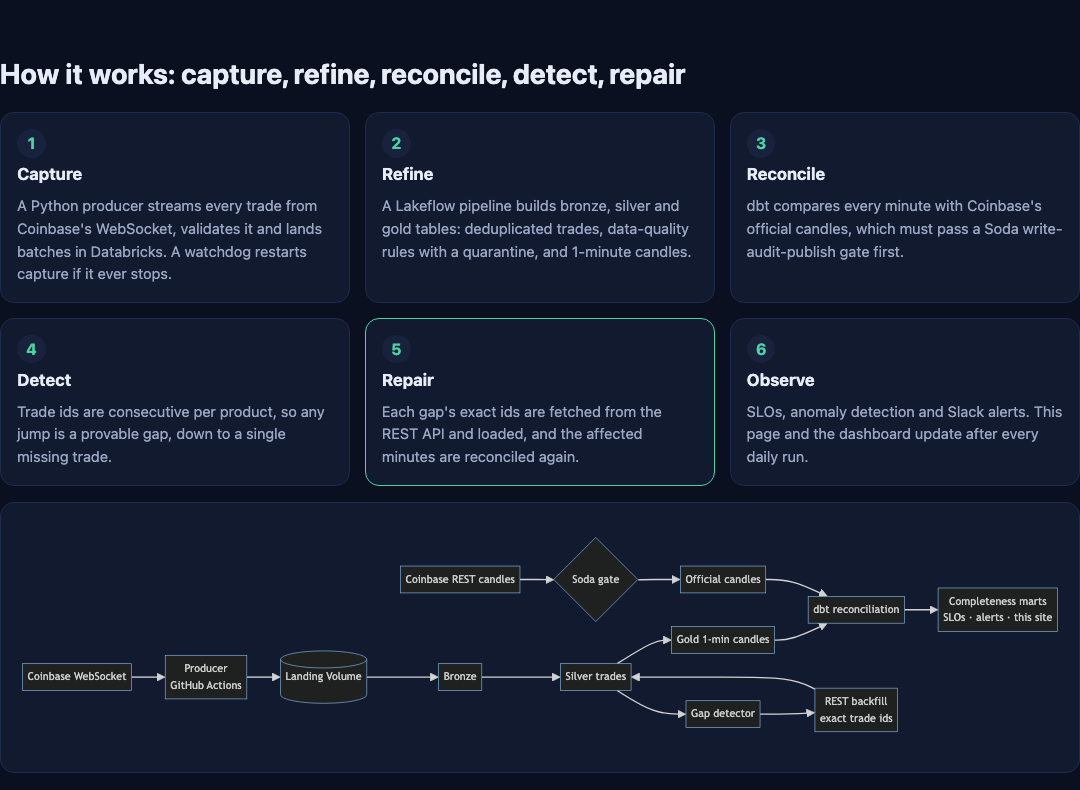 How it works: capture, refine, reconcile, detect, repair
1
Capture
A Python producer streams every trade from
Coinbase's WebSocket, validates it and lands
batches in Databricks. A watchdog restarts
capture if it ever stops.
2
Refine
A Lakeflow pipeline builds bronze, silver and
gold tables: deduplicated trades, data-quality
rules with a quarantine, and 1-minute candles.
3
Reconcile
dbt compares every minute with Coinbase's
official candles, which must pass a Soda write-
audit-publish gate first.
4
Detect
Trade ids are consecutive per product, so any
jump is a provable gap, down to a single
missing trade.
5
Repair
Each gap's exact ids are fetched from the
REST API and loaded, and the affected
minutes are reconciled again.
6
Observe
SLOs, anomaly detection and Slack alerts. This
page and the dashboard update after every
daily run.
Coinbase REST candles
Soda gate
Official candles
dbt reconciliation
Completeness marts
SLOs · alerts · this site
Gold 1-min candles
Coinbase WebSocket
Producer
GitHub Actions
Landing Volume
Bronze
Silver trades
Gap detector
REST backfill
exact trade ids